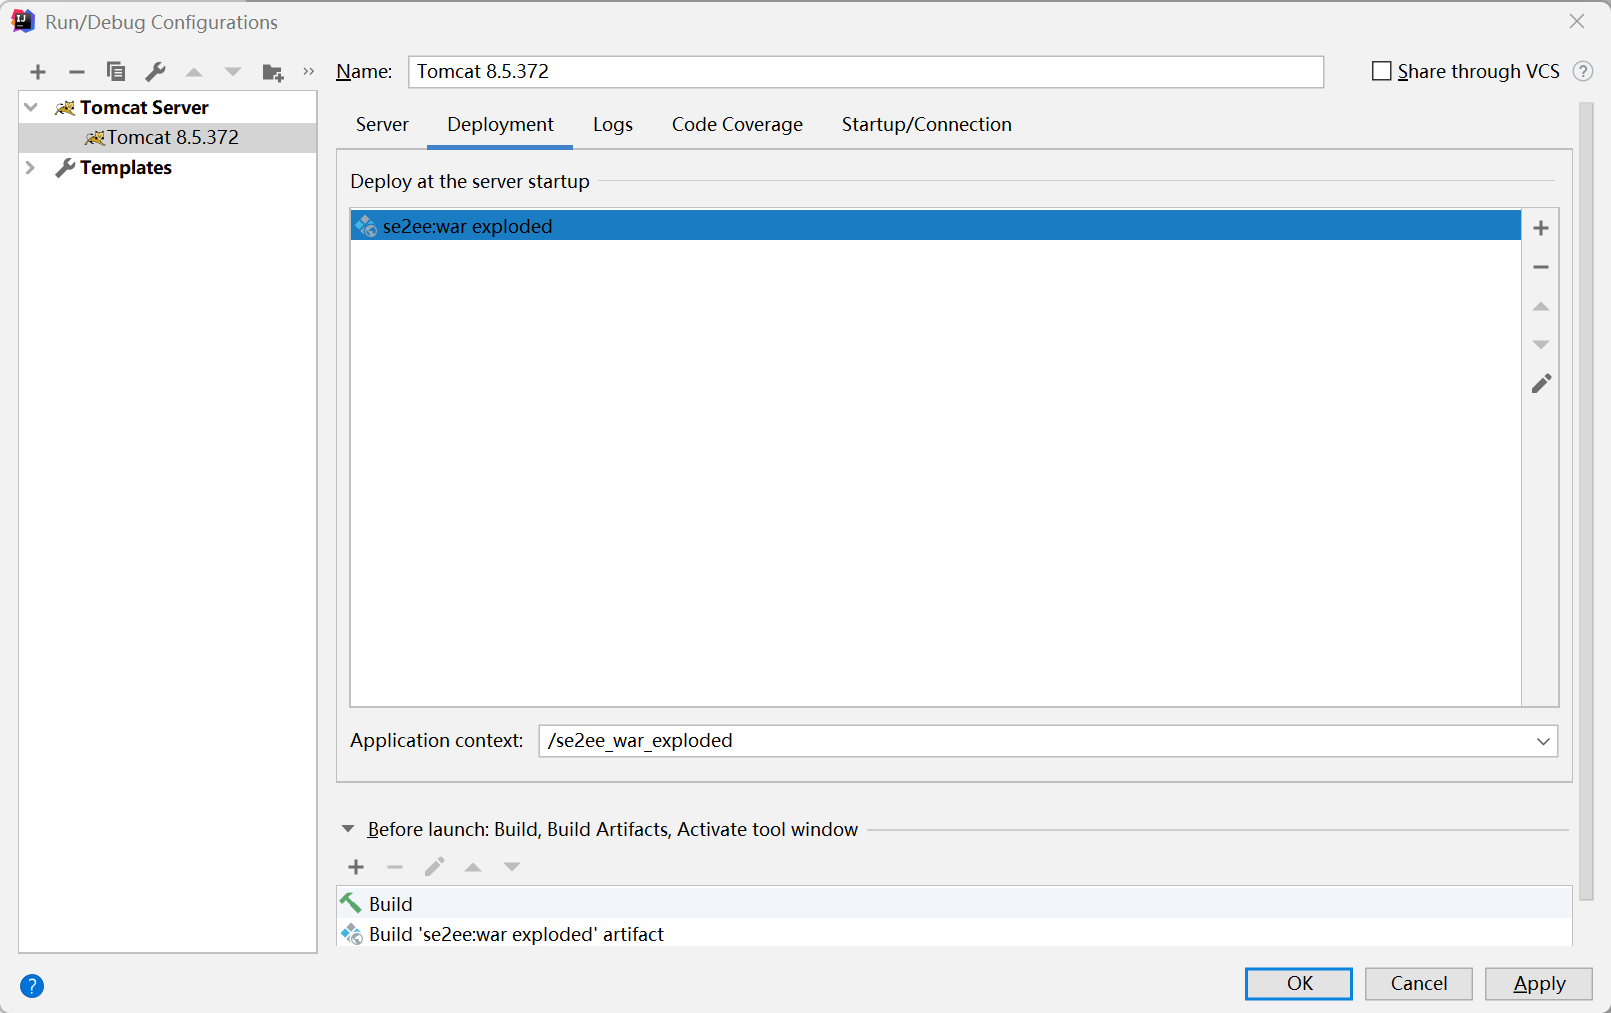 Run/Debug Configurations
Name: Tomcat 8.5.372
Share through VCS ?
Tomcat Server
Tomcat 8.5.372
Templates
Server Deployment Logs Code Coverage Startup/Connection
Deploy at the server startup
se2ee:war exploded
Application context: /se2ee_war_exploded
Before launch: Build, Build Artifacts, Activate tool window
Build
Build 'se2ee:war exploded' artifact
? OK Cancel Apply